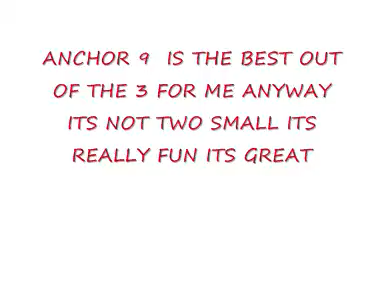 ANCHOR 9 IS THE BEST OUT
OF THE 3 FOR ME ANYWAY
ITS NOT TWO SMALL ITS
REALLY FUN ITS GREAT